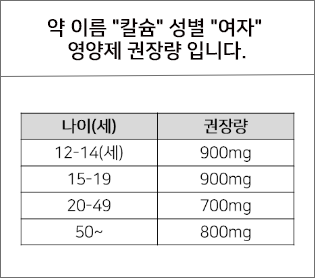 약 이름 "칼슘" 성별 "여자"
영양제 권장량 입니다.
나이(세) 권장량
12-14(세) 900mg
15-19 900mg
20-49 700mg
50~ 800mg